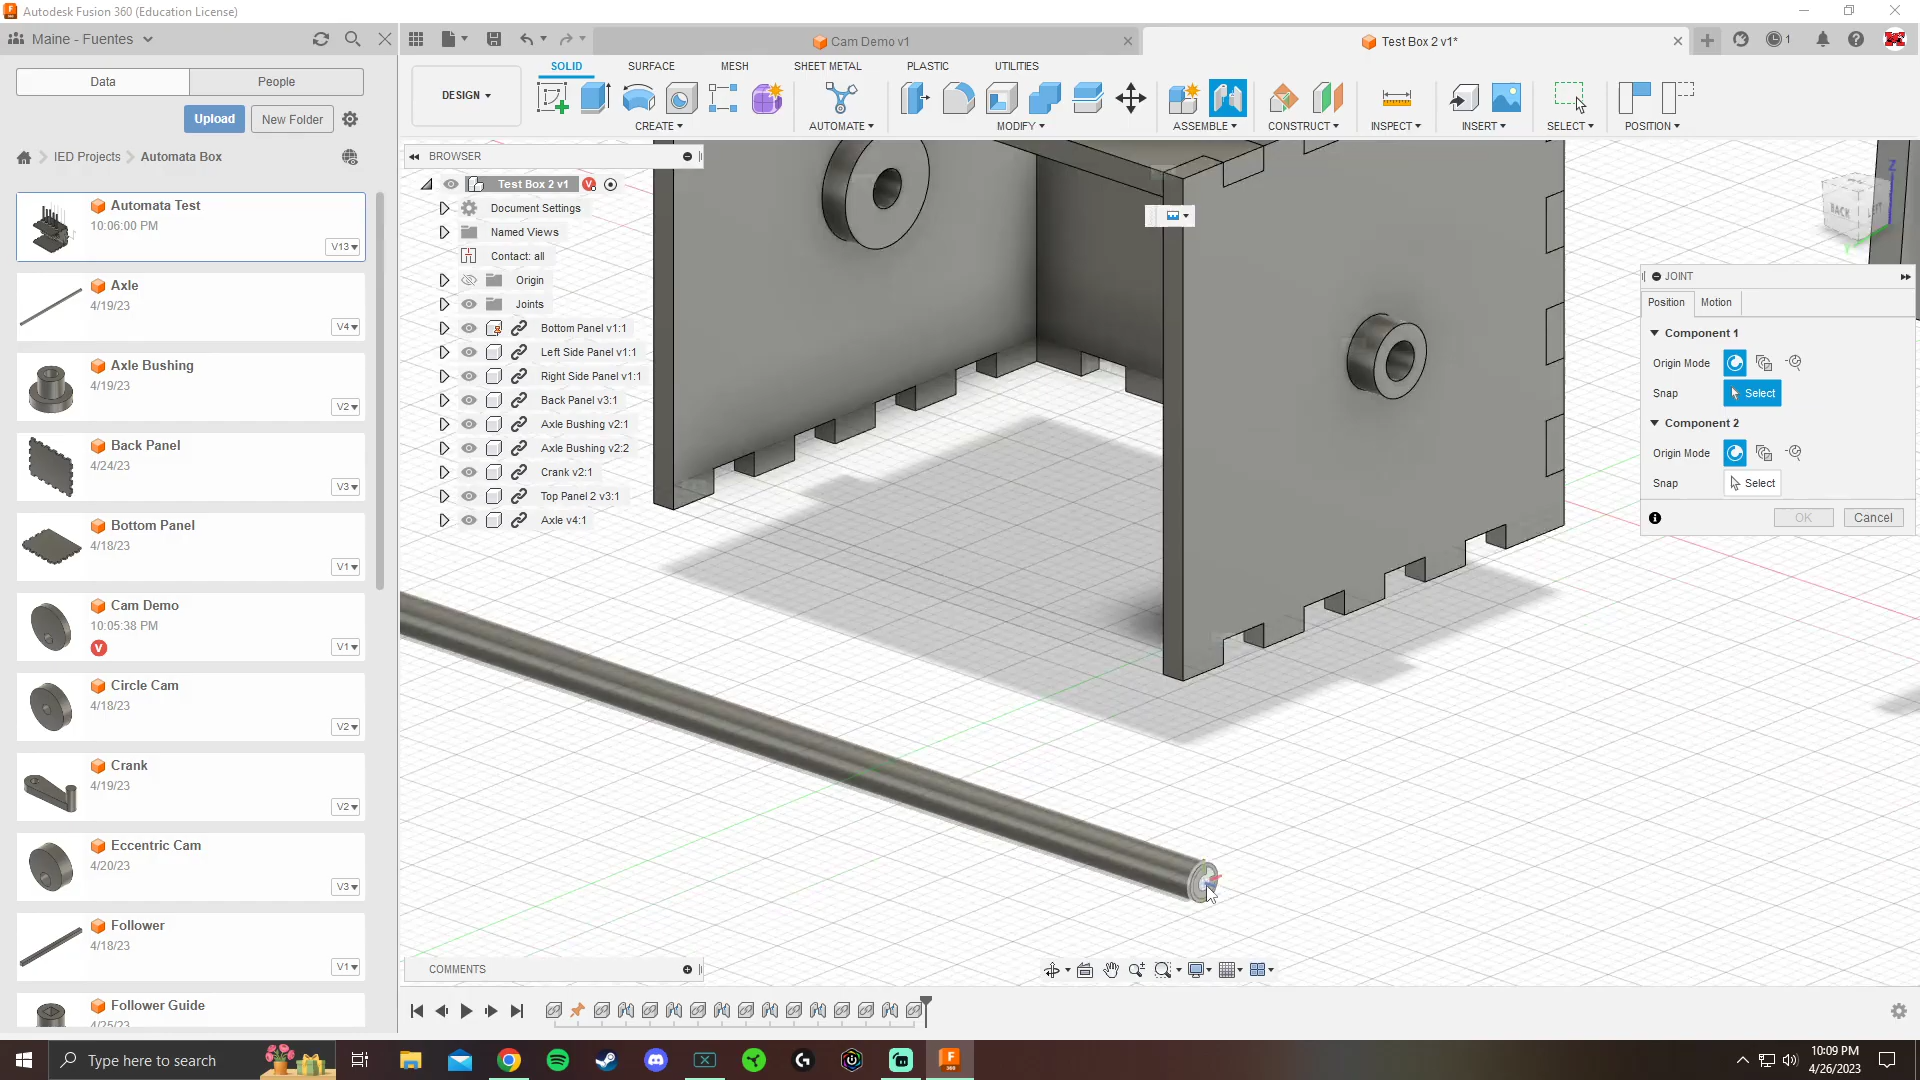 Autodesk Fusion 360 (Education License)
Maine - Fuentes
Cam Demo v1
Test Box 2 v1*
1
Data
People
Upload
New Folder
IED Projects
Automata Box
Automata Test
10:06:00 PM
V13
Axle
4/19/23
V4
Axle Bushing
4/19/23
V2
Back Panel
4/24/23
V3
Bottom Panel
4/18/23
V1
Cam Demo
10:05:38 PM
V
V1
Circle Cam
4/18/23
V2
Crank
4/19/23
V2
Eccentric Cam
4/20/23
V3
Follower
4/18/23
V1
Follower Guide
4/25/23
DESIGN
SOLID
SURFACE
MESH
SHEET METAL
PLASTIC
UTILITIES
CREATE
AUTOMATE
MODIFY
ASSEMBLE
CONSTRUCT
INSPECT
INSERT
SELECT
POSITION
BROWSER
Test Box 2 v1
V
Document Settings
Named Views
Contact: all
Origin
Joints
Bottom Panel v1:1
Left Side Panel v1:1
Right Side Panel v1:1
Back Panel v3:1
Axle Bushing v2:1
Axle Bushing v2:2
Crank v2:1
Top Panel 2 v3:1
Axle v4:1
Z
BACK
LEFT
Y
JOINT
Position
Motion
Component 1
Origin Mode
Snap
Select
Component 2
Origin Mode
Snap
Select
OK
Cancel
COMMENTS
Type here to search
F
360
10:09 PM
4/26/2023